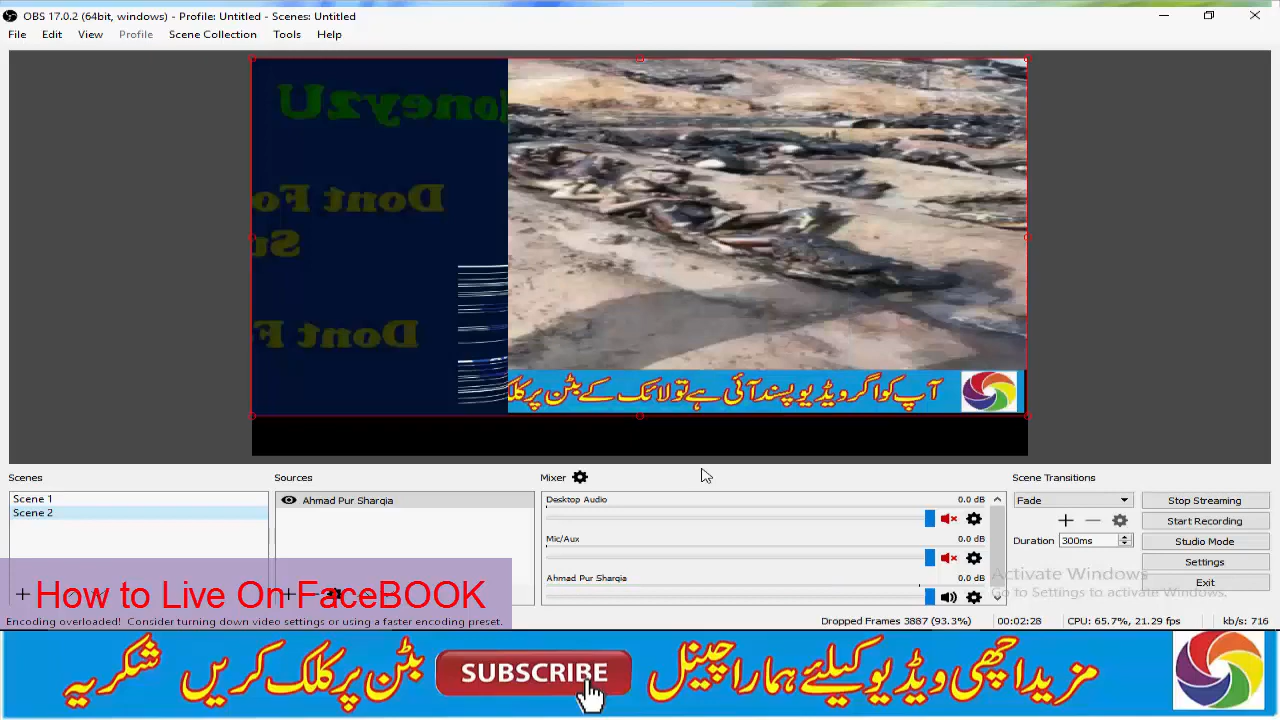 OBS 17.0.2 (64bit, windows) - Profile: Untitled - Scenes: Untitled
File Edit View Profile Scene Collection Tools Help
Money2U
Dont Fo
Su
Dont F
آپ کو اگر ویڈیو پسند آئی ہے تو لائک کے بٹن پر کلک
Scenes
Scene 1
Scene 2
Sources
Ahmad Pur Sharqia
Mixer
Desktop Audio 0.0 dB
Mic/Aux 0.0 dB
Ahmad Pur Sharqia 0.0 dB
Scene Transitions
Fade
Duration 300ms
Stop Streaming
Start Recording
Studio Mode
Settings
Exit
Activate Windows
Go to Settings to activate Windows.
How to Live On FaceBOOK
Encoding overloaded! Consider turning down video settings or using a faster encoding preset.
Dropped Frames 3887 (93.3%) 00:02:28 CPU: 65.7%, 21.29 fps kb/s: 716
مزید اچھی ویڈیو کیلئے ہمارا چینل SUBSCRIBE بٹن پر کلک کریں شکریہ